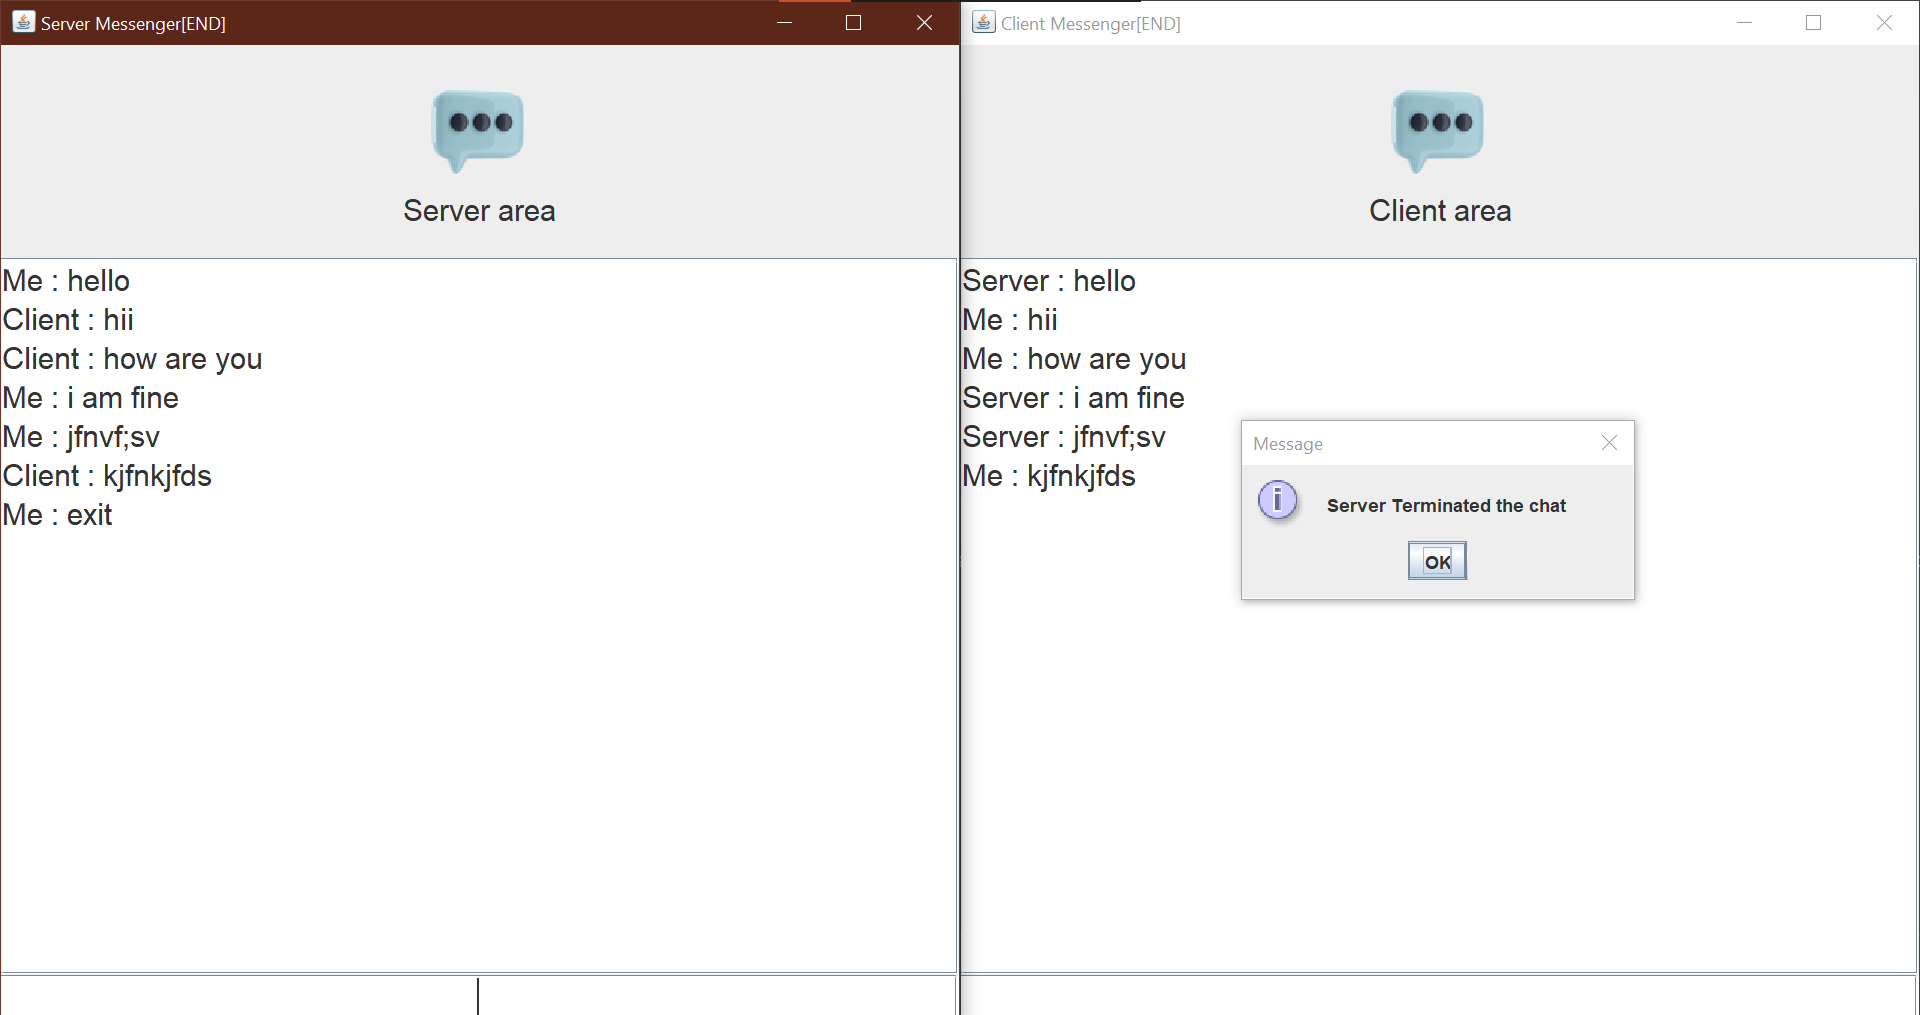 Server Messenger[END]
Server area
Me : hello
Client : hii
Client : how are you
Me : i am fine
Me : jfnvf;sv
Client : kjfnkjfds
Me : exit
Client Messenger[END]
Client area
Server : hello
Me : hii
Me : how are you
Server : i am fine
Server : jfnvf;sv
Me : kjfnkjfds
Message
i
Server Terminated the chat
OK